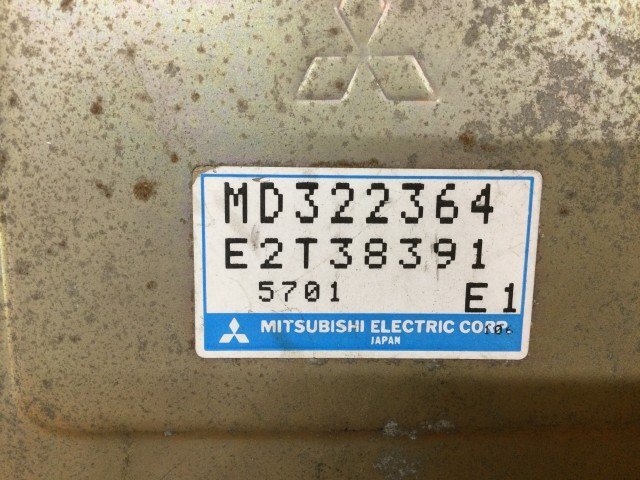 MD322364
E2T38391
5701 E1
MITSUBISHI ELECTRIC CORP.
JAPAN